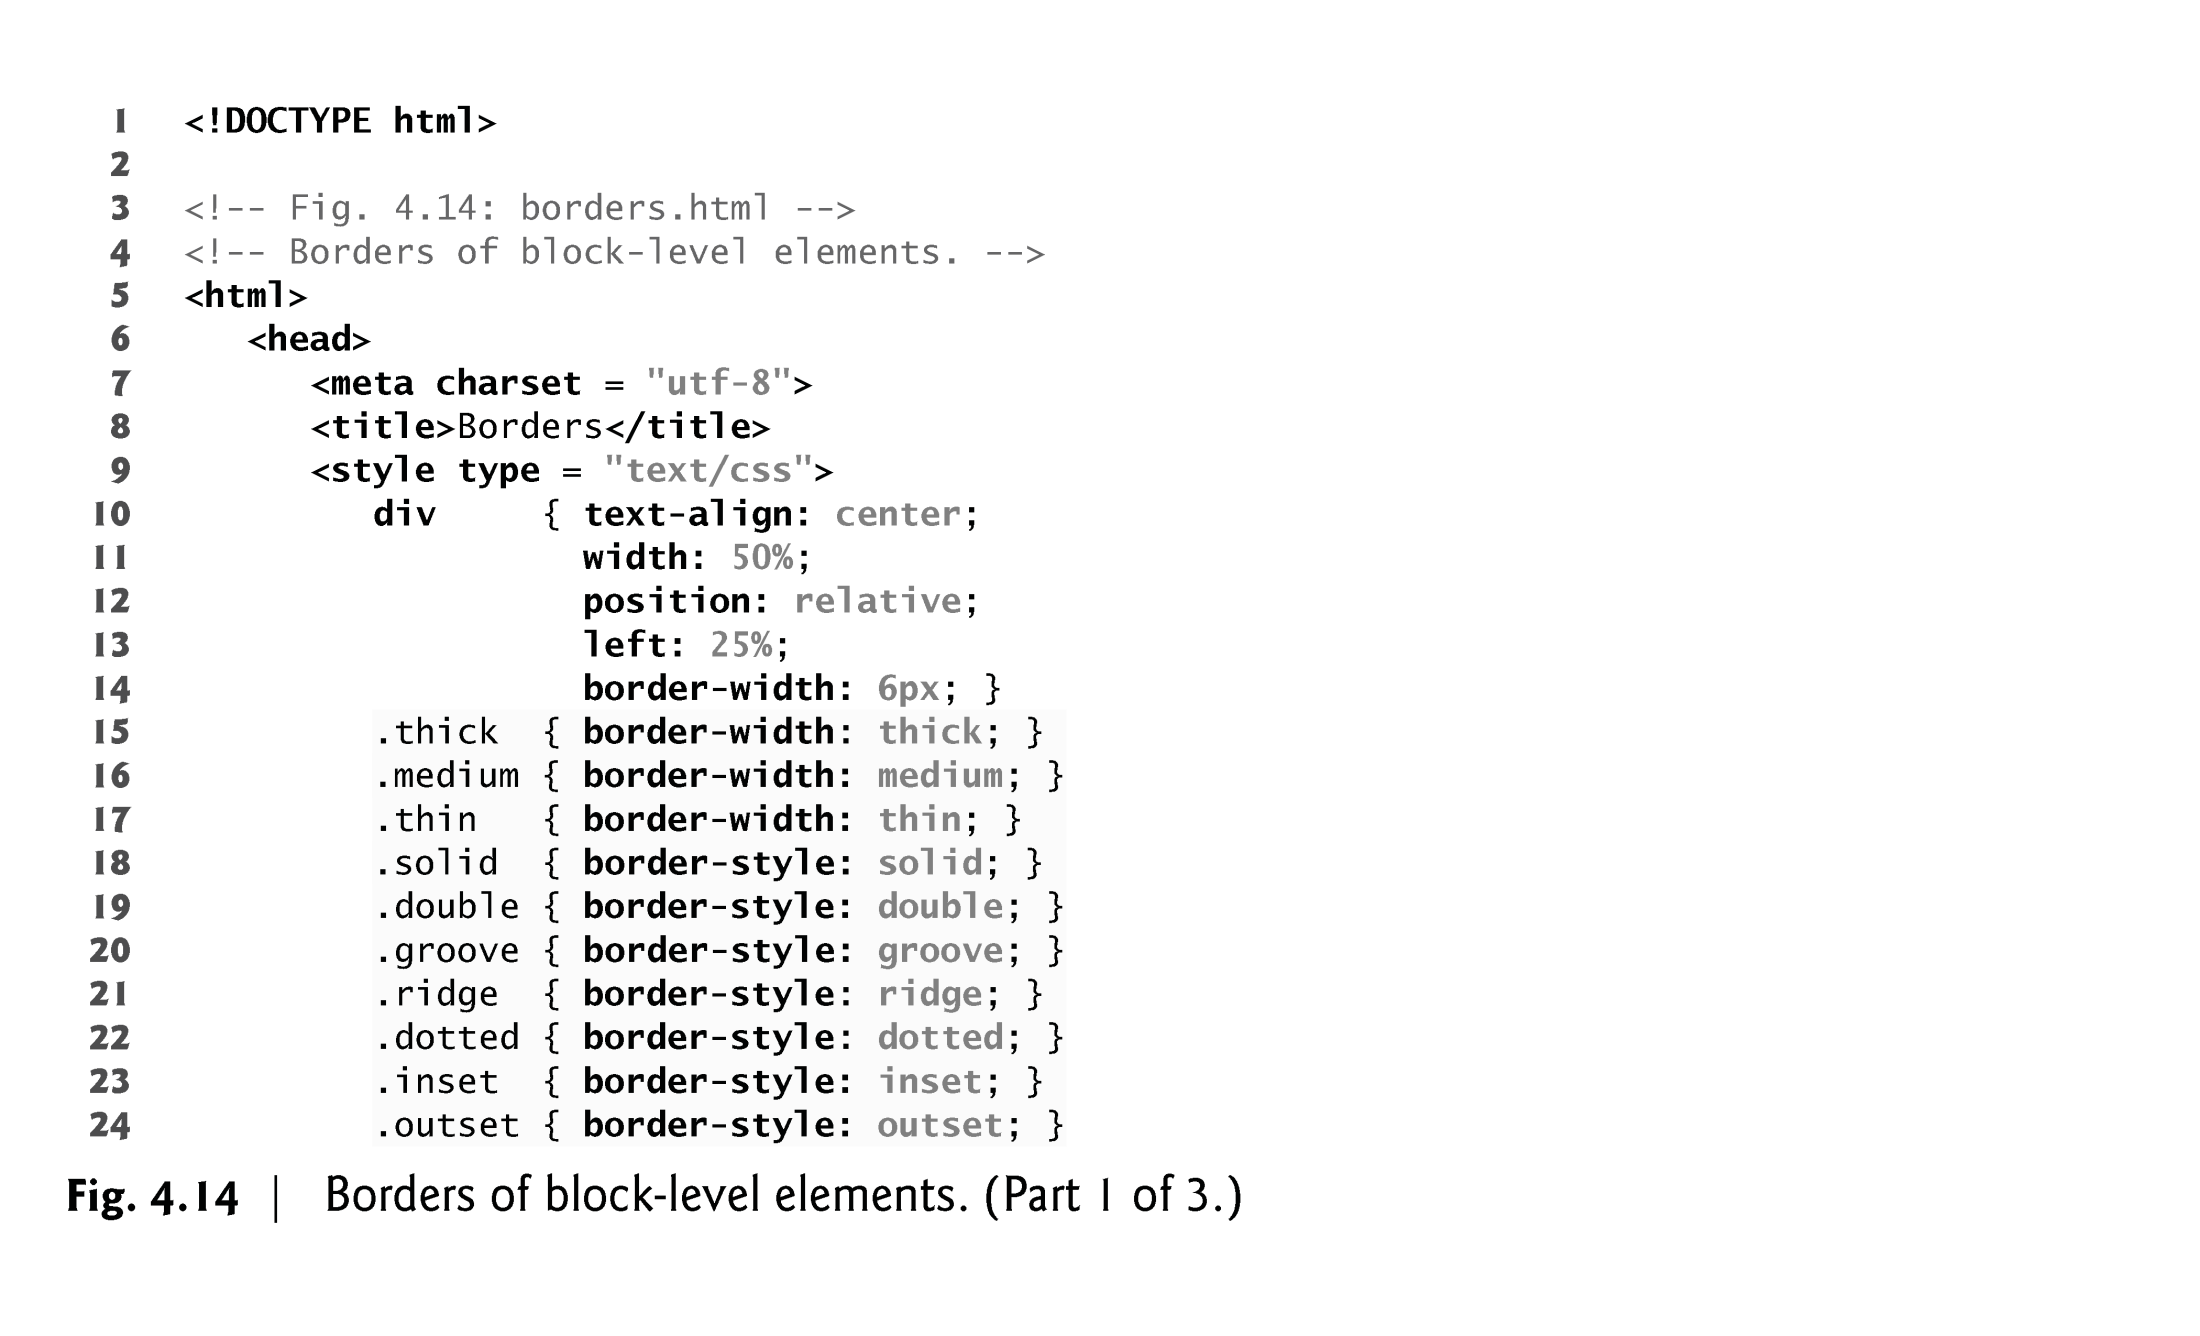 1 <!DOCTYPE html>
2
3 <!-- Fig. 4.14: borders.html -->
4 <!-- Borders of block-level elements. -->
5 <html>
6    <head>
7       <meta charset = "utf-8">
8       <title>Borders</title>
9       <style type = "text/css">
10         div     { text-align: center;
11                   width: 50%;
12                   position: relative;
13                   left: 25%;
14                   border-width: 6px; }
15         .thick  { border-width: thick; }
16         .medium { border-width: medium; }
17         .thin   { border-width: thin; }
18         .solid  { border-style: solid; }
19         .double { border-style: double; }
20         .groove { border-style: groove; }
21         .ridge  { border-style: ridge; }
22         .dotted { border-style: dotted; }
23         .inset  { border-style: inset; }
24         .outset { border-style: outset; }
Fig. 4.14 | Borders of block-level elements. (Part 1 of 3.)